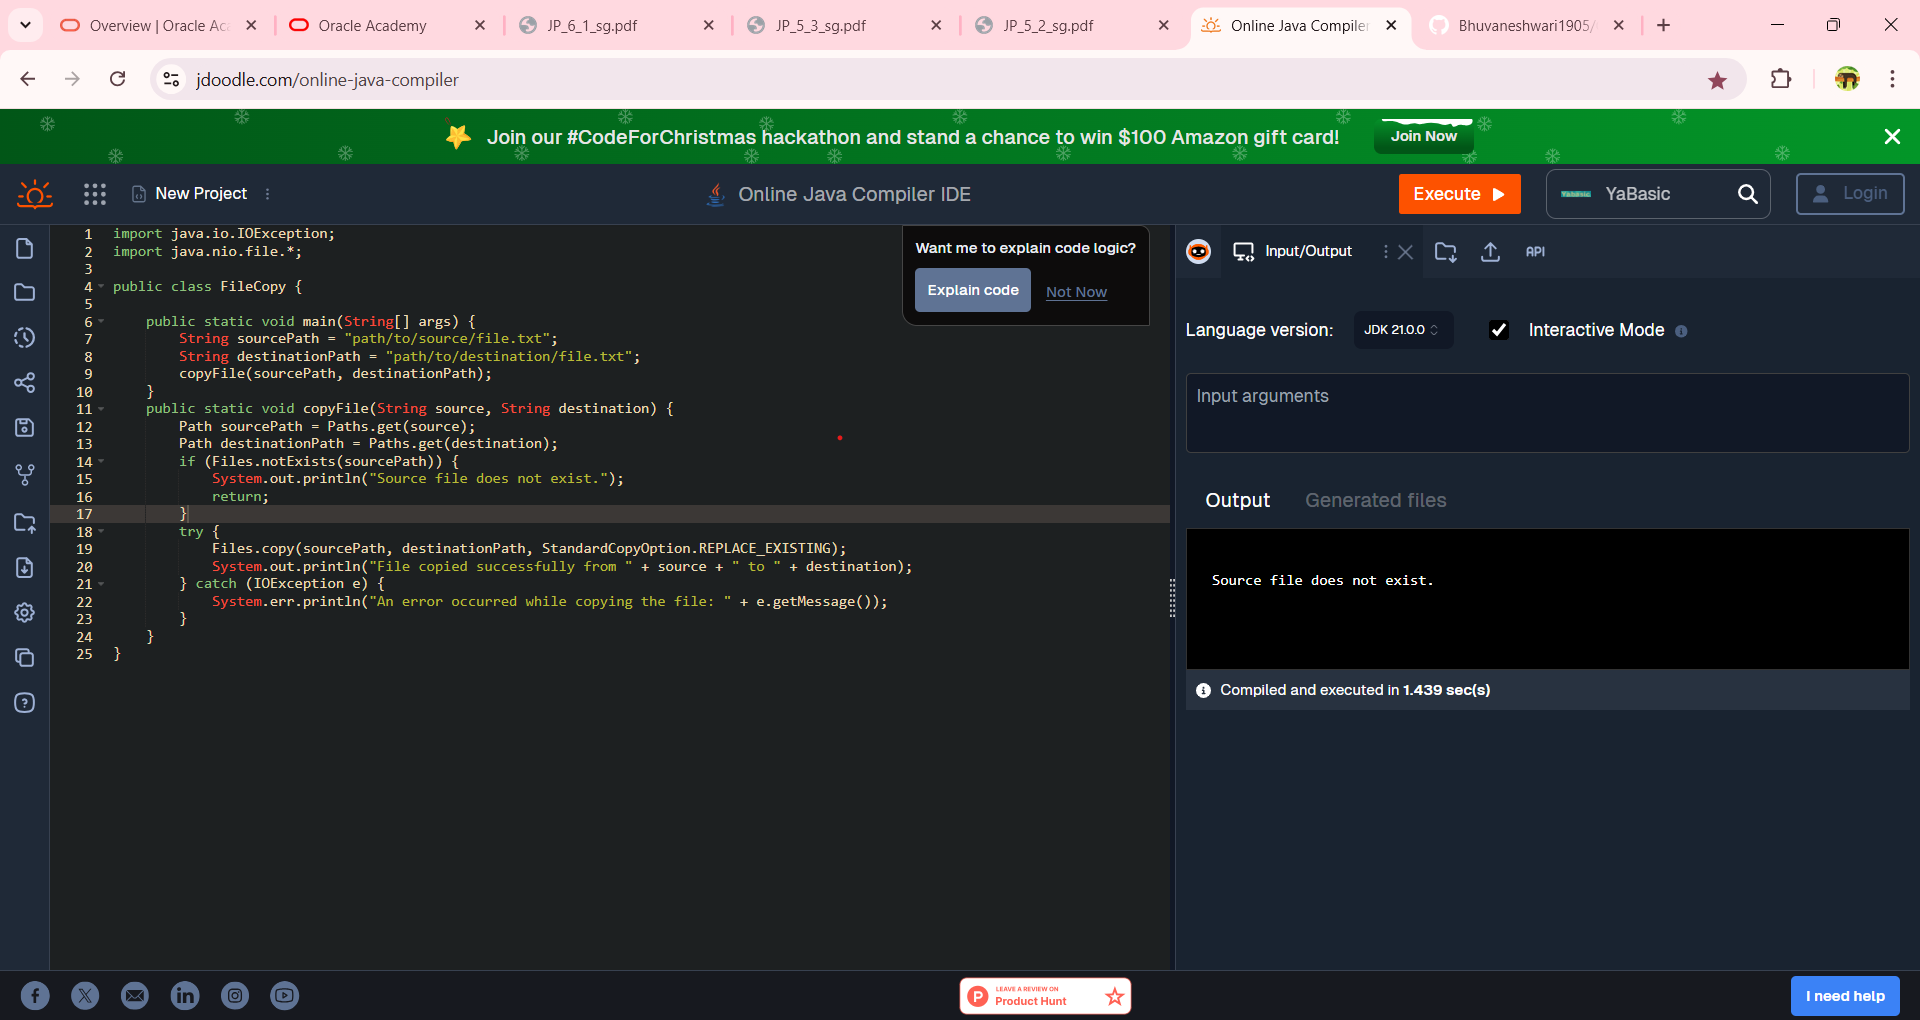 Overview | Oracle Ac
Oracle Academy
JP_6_1_sg.pdf
JP_5_3_sg.pdf
JP_5_2_sg.pdf
Online Java Compiler
Bhuvaneshwari1905/
jdoodle.com/online-java-compiler
Join our #CodeForChristmas hackathon and stand a chance to win $100 Amazon gift card!
Join Now
New Project
Online Java Compiler IDE
Execute
YaBasic
Login
1 import java.io.IOException;
2 import java.nio.file.*;
3
4 public class FileCopy {
5
6 public static void main(String[] args) {
7 String sourcePath = "path/to/source/file.txt";
8 String destinationPath = "path/to/destination/file.txt";
9 copyFile(sourcePath, destinationPath);
10 }
11 public static void copyFile(String source, String destination) {
12 Path sourcePath = Paths.get(source);
13 Path destinationPath = Paths.get(destination);
14 if (Files.notExists(sourcePath)) {
15 System.out.println("Source file does not exist.");
16 return;
17 }
18 try {
19 Files.copy(sourcePath, destinationPath, StandardCopyOption.REPLACE_EXISTING);
20 System.out.println("File copied successfully from " + source + " to " + destination);
21 } catch (IOException e) {
22 System.err.println("An error occurred while copying the file: " + e.getMessage());
23 }
24 }
25 }
Want me to explain code logic?
Explain code
Not Now
Input/Output
API
Language version:
JDK 21.0.0
Interactive Mode
Input arguments
Output
Generated files
Source file does not exist.
Compiled and executed in 1.439 sec(s)
LEAVE A REVIEW ON
Product Hunt
I need help